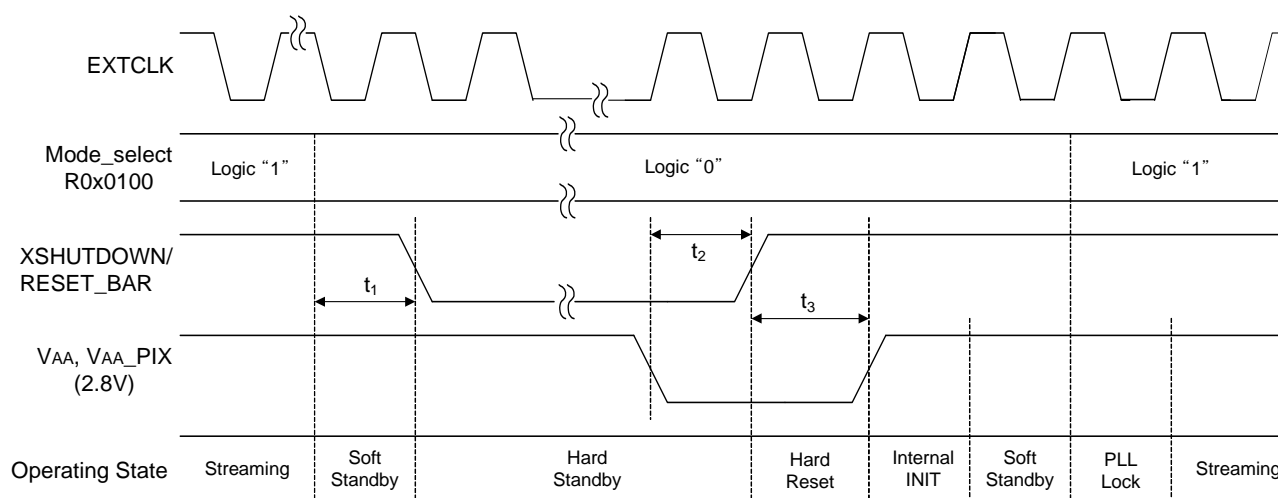 EXTCLK
Mode_select
R0x0100
Logic “1”
Logic “0”
Logic “1”
XSHUTDOWN/
RESET_BAR
t1
t2
t3
VAA, VAA_PIX
(2.8V)
Operating State
Streaming
Soft
Standby
Hard
Standby
Hard
Reset
Internal
INIT
Soft
Standby
PLL
Lock
Streaming